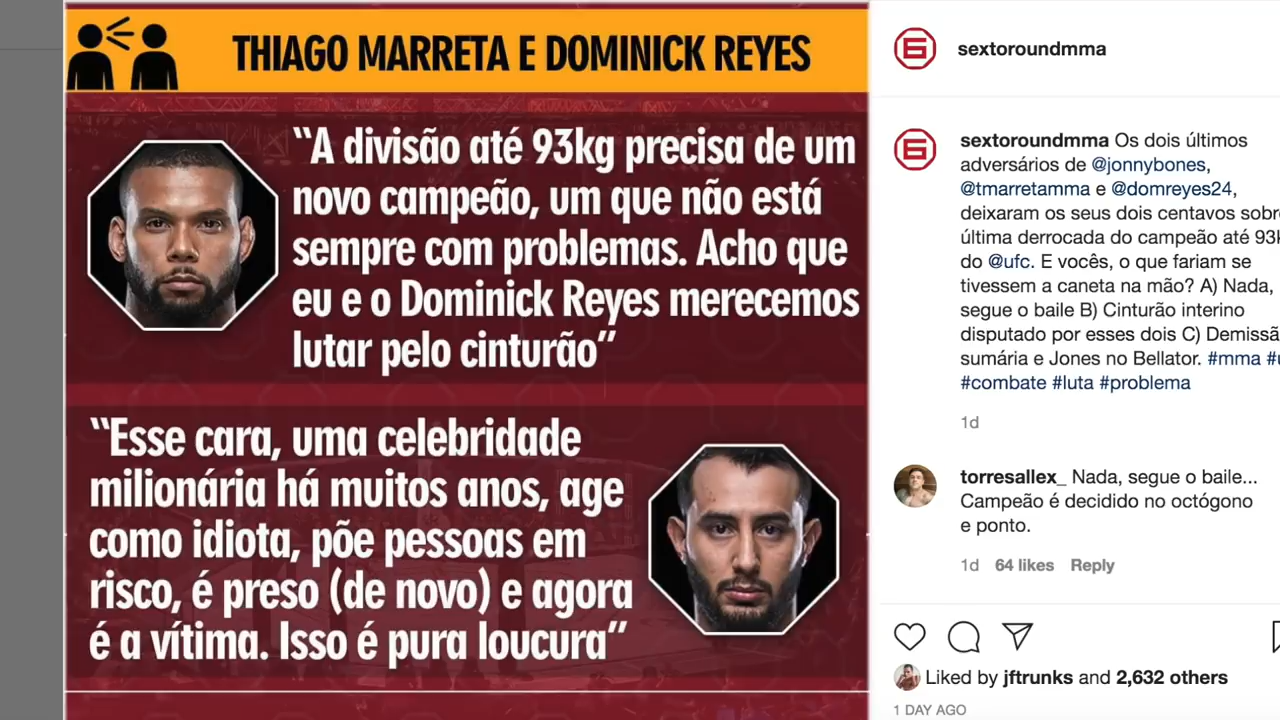 THIAGO MARRETA E DOMINICK REYES
“A divisão até 93kg precisa de um
novo campeão, um que não está
sempre com problemas. Acho que
eu e o Dominick Reyes merecemos
lutar pelo cinturão”
“Esse cara, uma celebridade
milionária há muitos anos, age
como idiota, põe pessoas em
risco, é preso (de novo) e agora
é a vítima. Isso é pura loucura”
6 sextoroundmma
6 sextoroundmma Os dois últimos
adversários de @jonnybones,
@tmarretamma e @domreyes24,
deixaram os seus dois centavos
última derrocada do campeão até
do @ufc. E vocês, o que fariam se
tivessem a caneta na mão? A) Nada,
segue o baile B) Cinturão interino
disputado por esses dois C)
sumária e Jones no Bellator. #mma
#combate #luta #problema
1d
torresallex_ Nada, segue o baile...
Campeão é decidido no octógono
e ponto.
1d 64 likes Reply
Liked by jftrunks and 2,632 others
1 DAY AGO